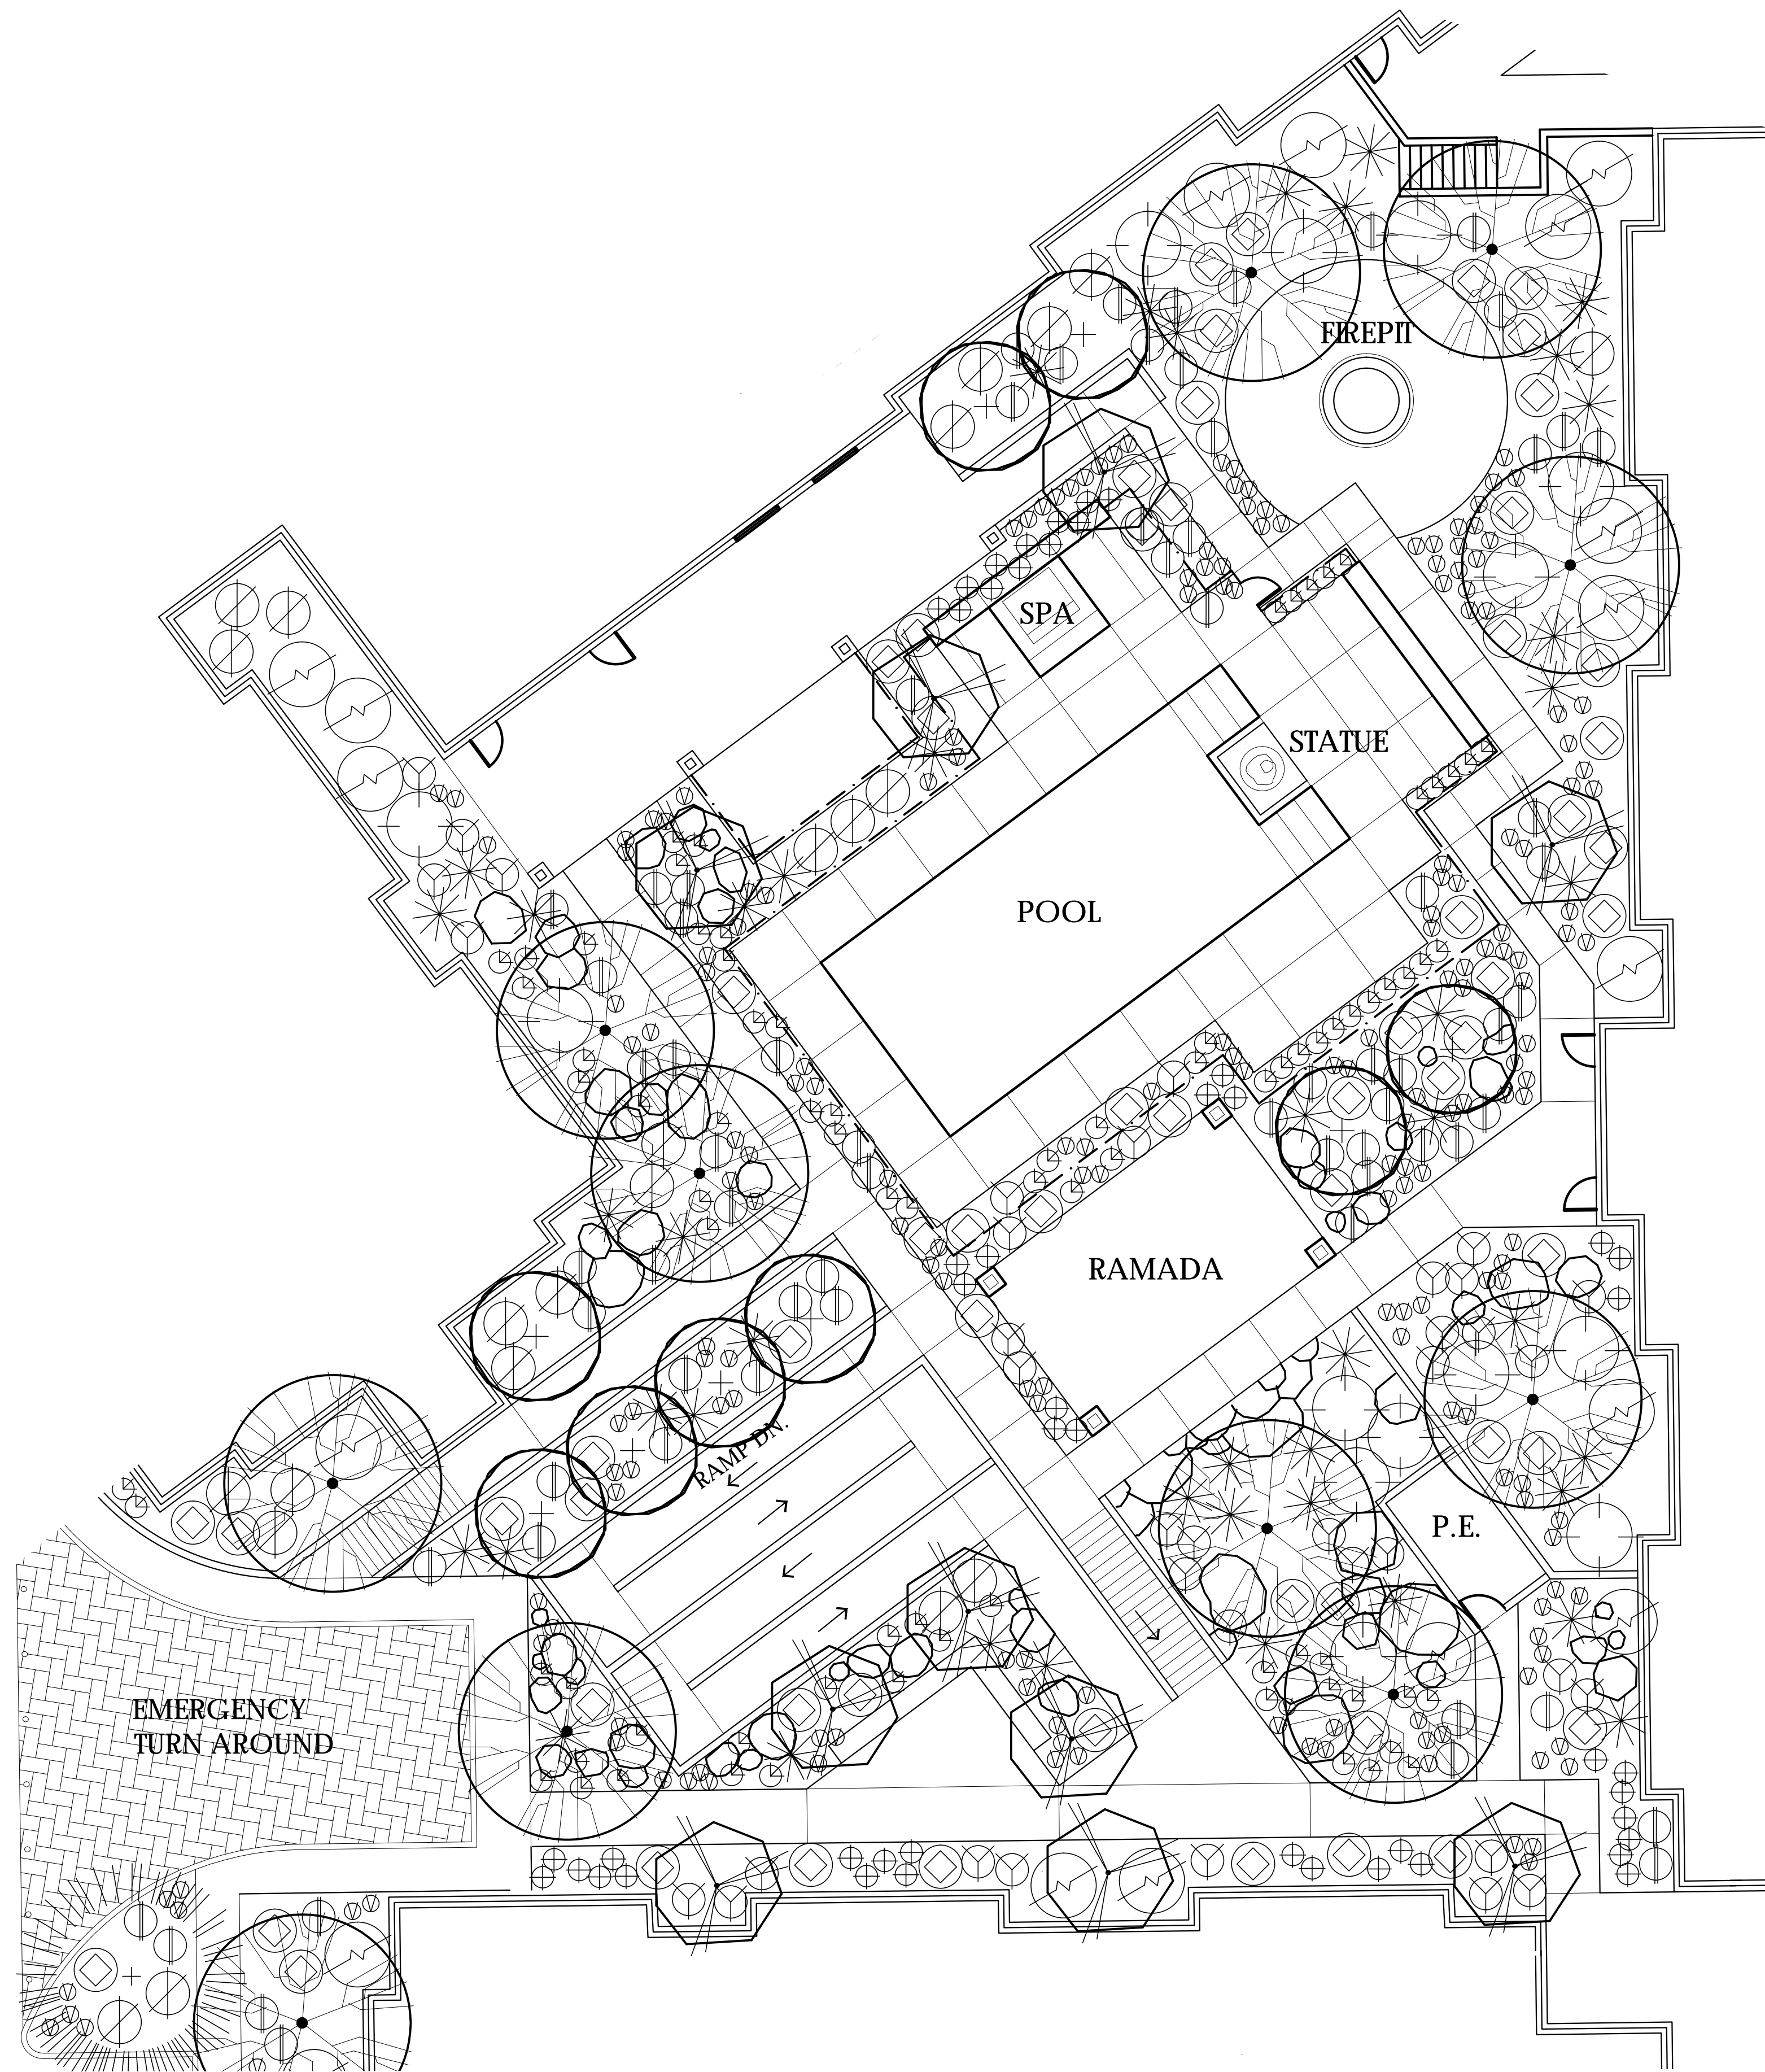 FIREPIT
SPA
STATUE
POOL
RAMADA
RAMP DN.
P.E.
EMERGENCY
TURN AROUND